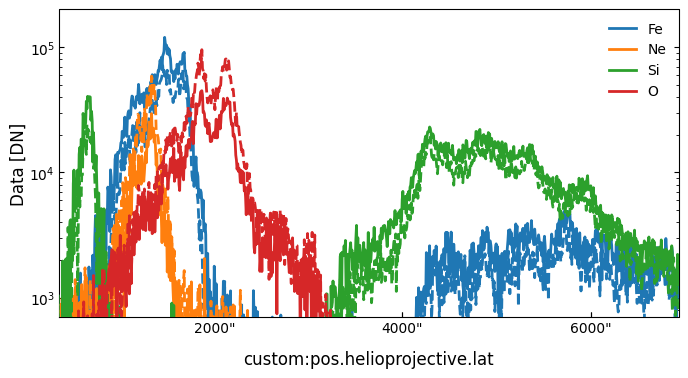 Fe
Ne
Si
O
Data [DN]
10^5
10^4
10^3
2000"
4000"
6000"
custom:pos.helioprojective.lat